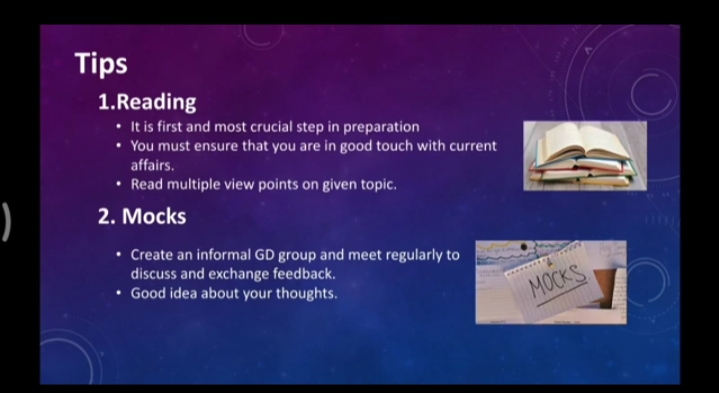 Tips
1.Reading
• It is first and most crucial step in preparation
• You must ensure that you are in good touch with current
affairs.
• Read multiple view points on given topic.
2. Mocks
• Create an informal GD group and meet regularly to
discuss and exchange feedback.
• Good idea about your thoughts.
MOCKS